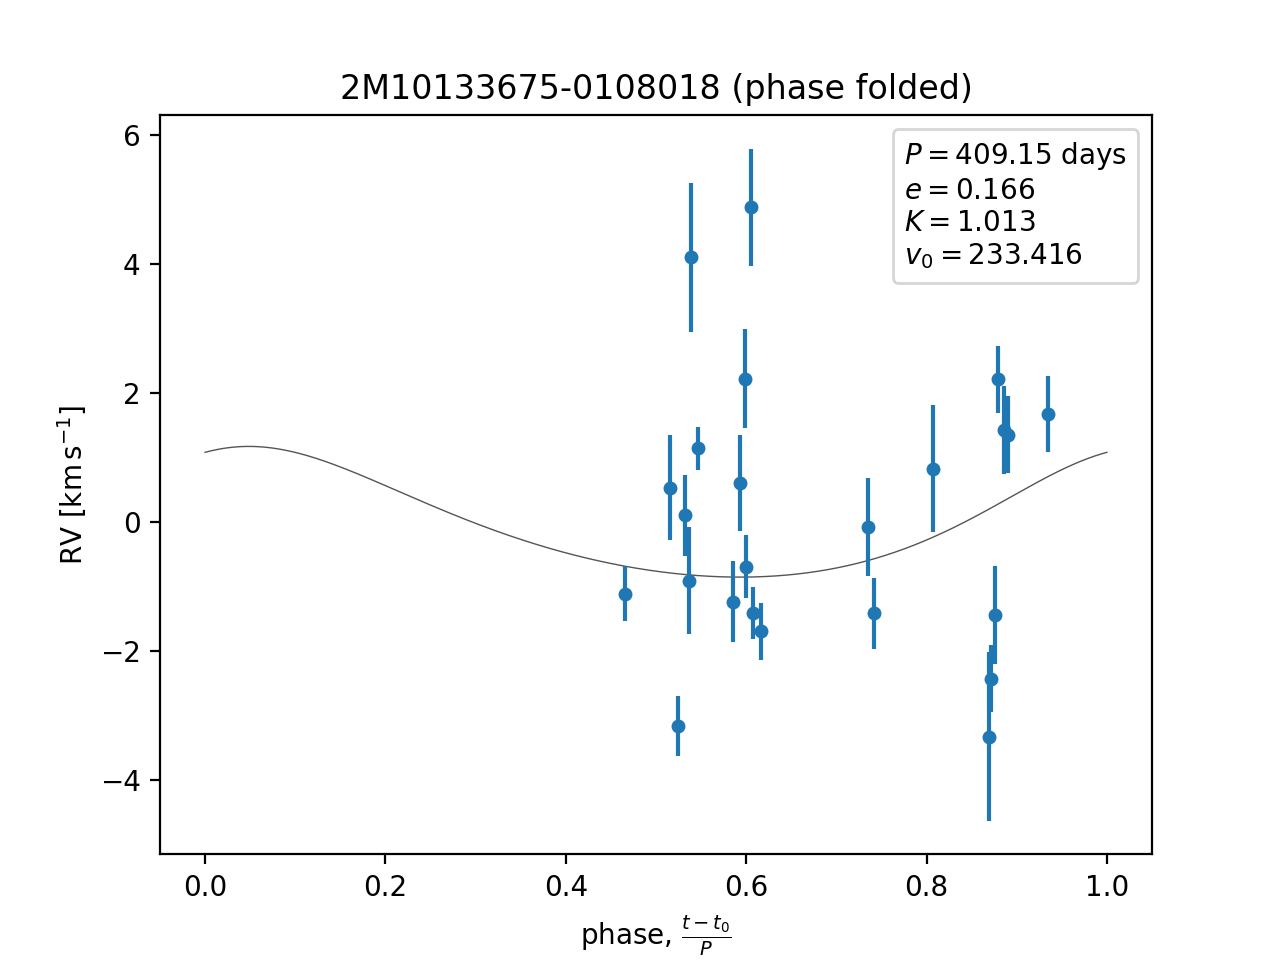 2M10133675-0108018 (phase folded)
P = 409.15 days
e = 0.166
K = 1.013
v₀ = 233.416
RV [km s⁻¹]
6
4
2
0
−2
−4
0.0 0.2 0.4 0.6 0.8 1.0
phase, (t − t₀)/P